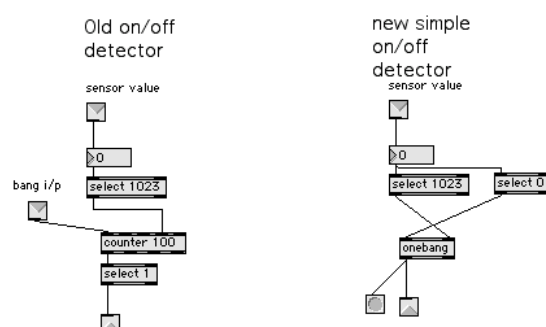 Old on/off
detector
sensor value
0
select 1023
bang i/p
counter 100
select 1
new simple
on/off
detector
sensor value
0
select 1023
select 0
onebang